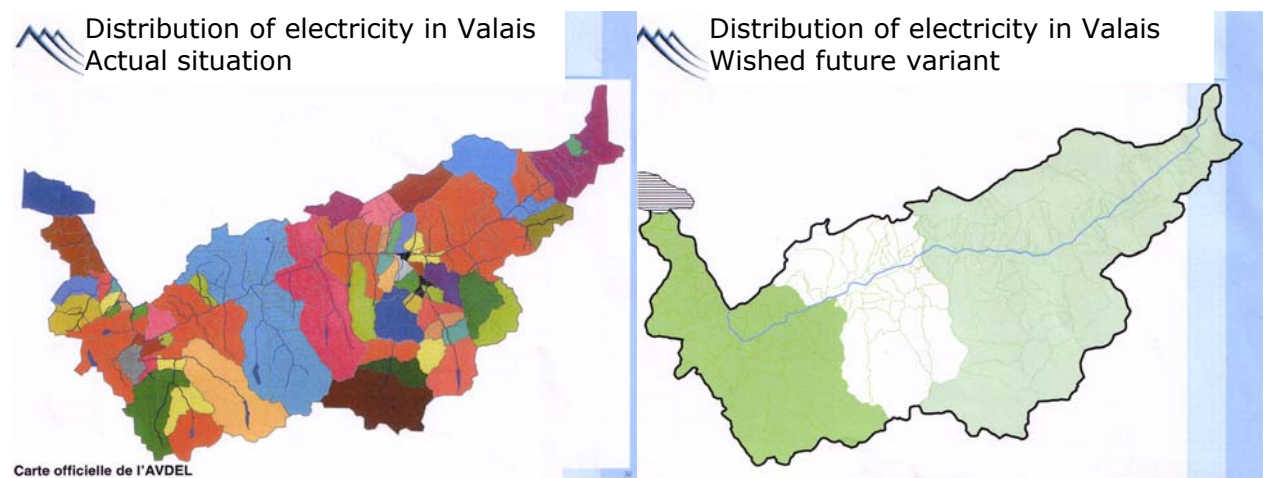 Distribution of electricity in Valais
Actual situation
Carte officielle de l'AVDEL
Distribution of electricity in Valais
Wished future variant